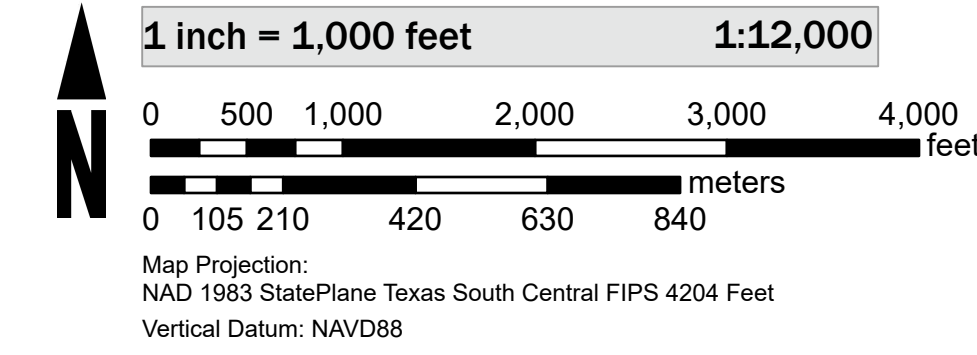 1 inch = 1,000 feet 1:12,000
0 500 1,000 2,000 3,000 4,000
feet
meters
0 105 210 420 630 840
N
Map Projection:
NAD 1983 StatePlane Texas South Central FIPS 4204 Feet
Vertical Datum: NAVD88